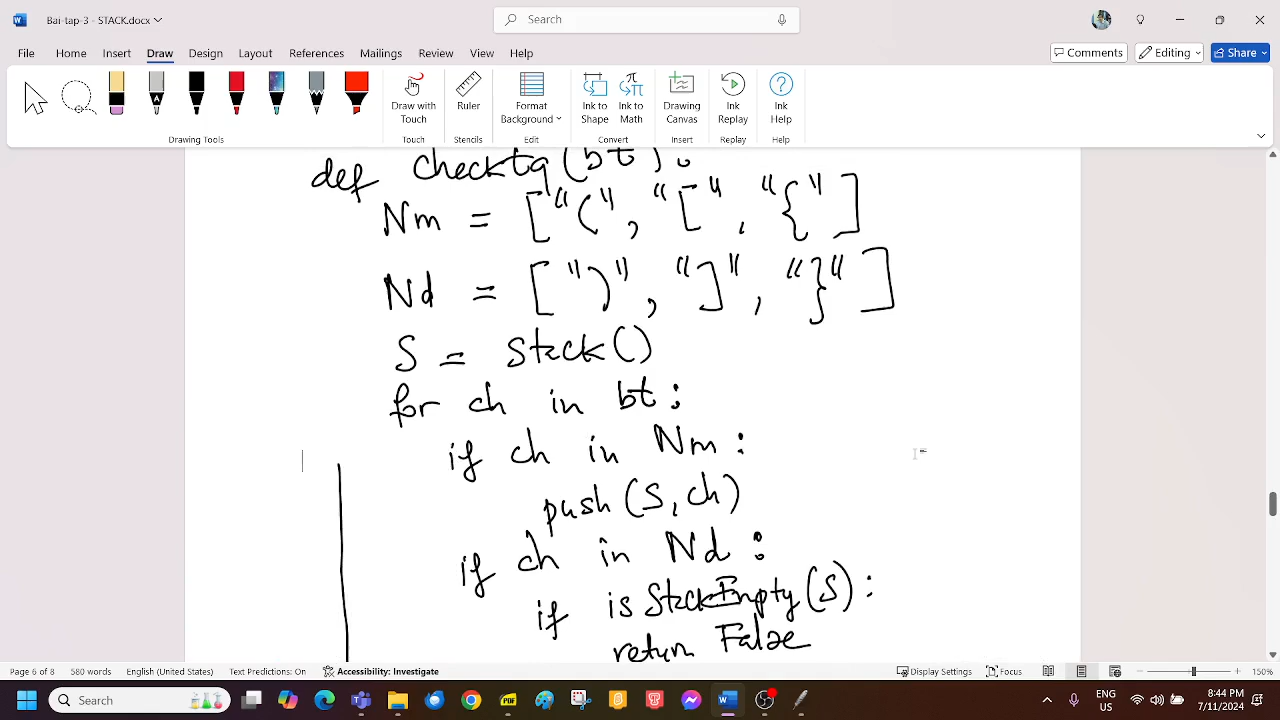 Bai-tap-3 - STACK.docx
Search
File Home Insert Draw Design Layout References Mailings Review View Help
Comments Editing Share
Draw with Touch
Ruler
Format Background
Ink to Shape
Ink to Math
Drawing Canvas
Ink Replay
Ink Help
Drawing Tools Touch Stencils Edit Convert Insert Replay Help
def checktq(bt):
Nm = ["(", "[", "{"]
Nd = [")", "]", "}"]
S = Stack()
for ch in bt:
if ch in Nm:
push(S, ch)
if ch in Nd:
if isStackEmpty(S):
return False
Page 6 of 8 580 words English (United States) Text Predictions: On Accessibility: Investigate Display Settings Focus 150%
Search PDF ENG US 8:44 PM 7/11/2024